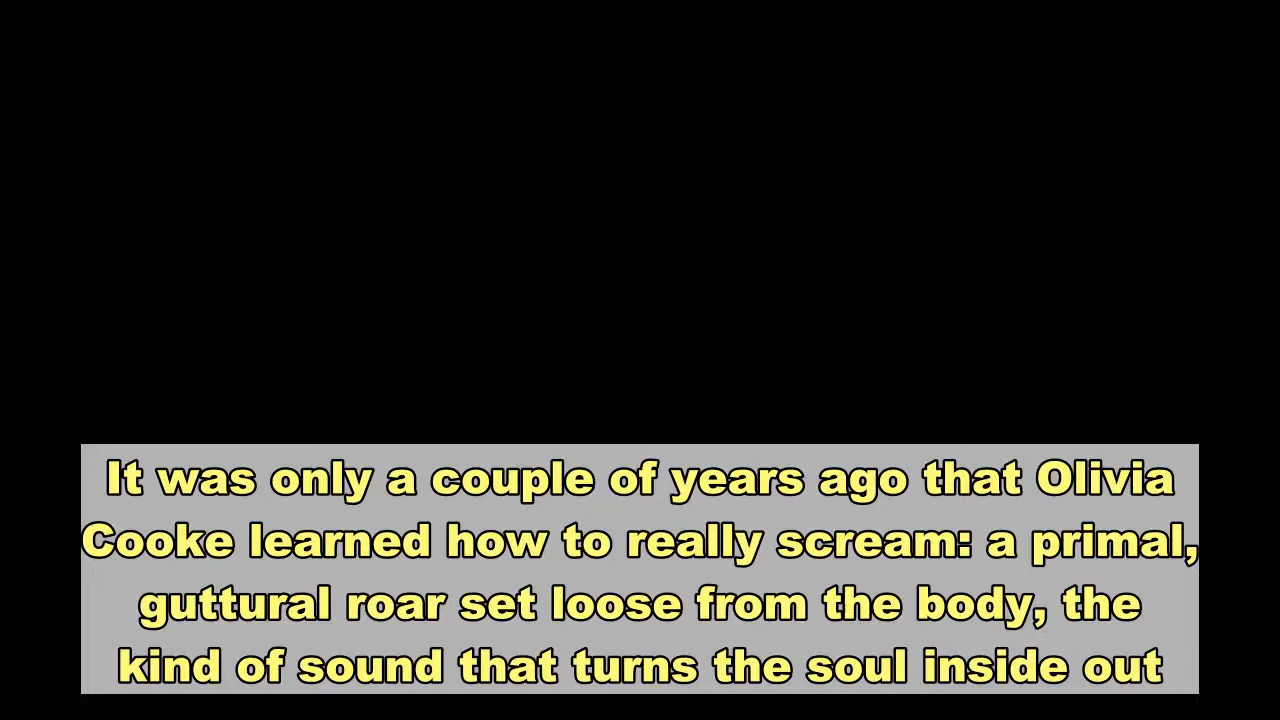 It was only a couple of years ago that Olivia
Cooke learned how to really scream: a primal,
guttural roar set loose from the body, the
kind of sound that turns the soul inside out